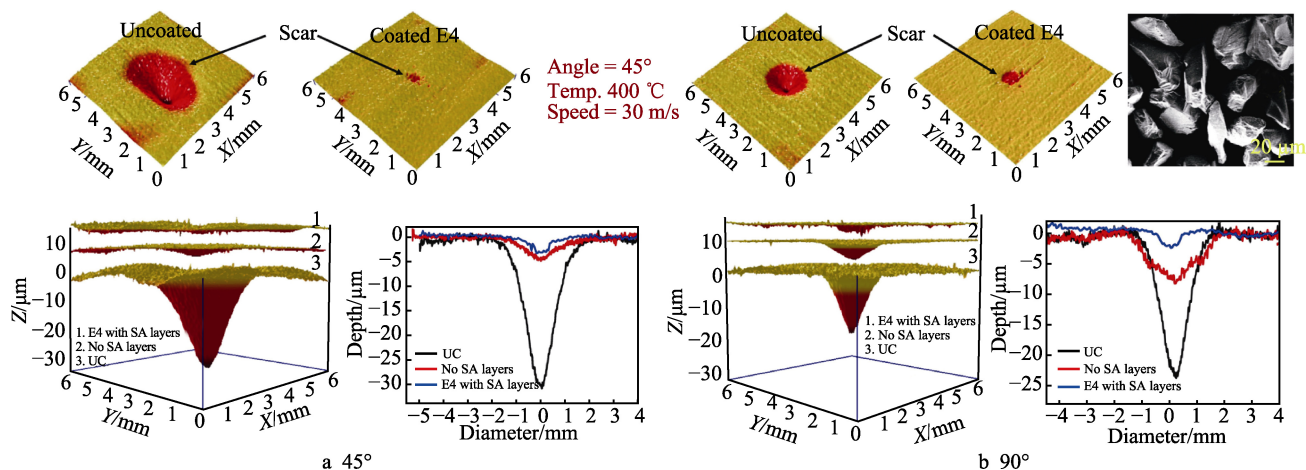 Uncoated
Scar
Coated E4
6
5
4
3
2
1
0
Y/mm
1
2
3
4
5
6
X/mm
Angle = 45°
Temp. 400 ℃
Speed = 30 m/s
Uncoated
Scar
Coated E4
6
5
4
3
2
1
0
Y/mm
1
2
3
4
5
6
X/mm
6
5
4
3
2
1
0
Y/mm
1
2
3
4
5
6
X/mm
6
5
4
3
2
1
0
Y/mm
1
2
3
4
5
6
X/mm
20 μm
1
2
3
10
0
−10
−20
−30
Z/μm
1. E4 with SA layers
2. No SA layers
3. UC
6
5
4
3
2
1
0
Y/mm
1
2
3
4
5
6
X/mm
0
−5
−10
−15
−20
−25
−30
Depth/μm
UC
No SA layers
E4 with SA layers
−5 −4 −3 −2 −1 0 1 2 3 4
Diameter/mm
1
2
3
10
0
−10
−20
−30
Z/μm
1. E4 with SA layers
2. No SA layers
3. UC
6
5
4
3
2
1
0
Y/mm
1
2
3
4
5
6
X/mm
0
−5
−10
−15
−20
−25
Depth/μm
UC
No SA layers
E4 with SA layers
−4 −3 −2 −1 0 1 2 3 4
Diameter/mm
a 45°
b 90°